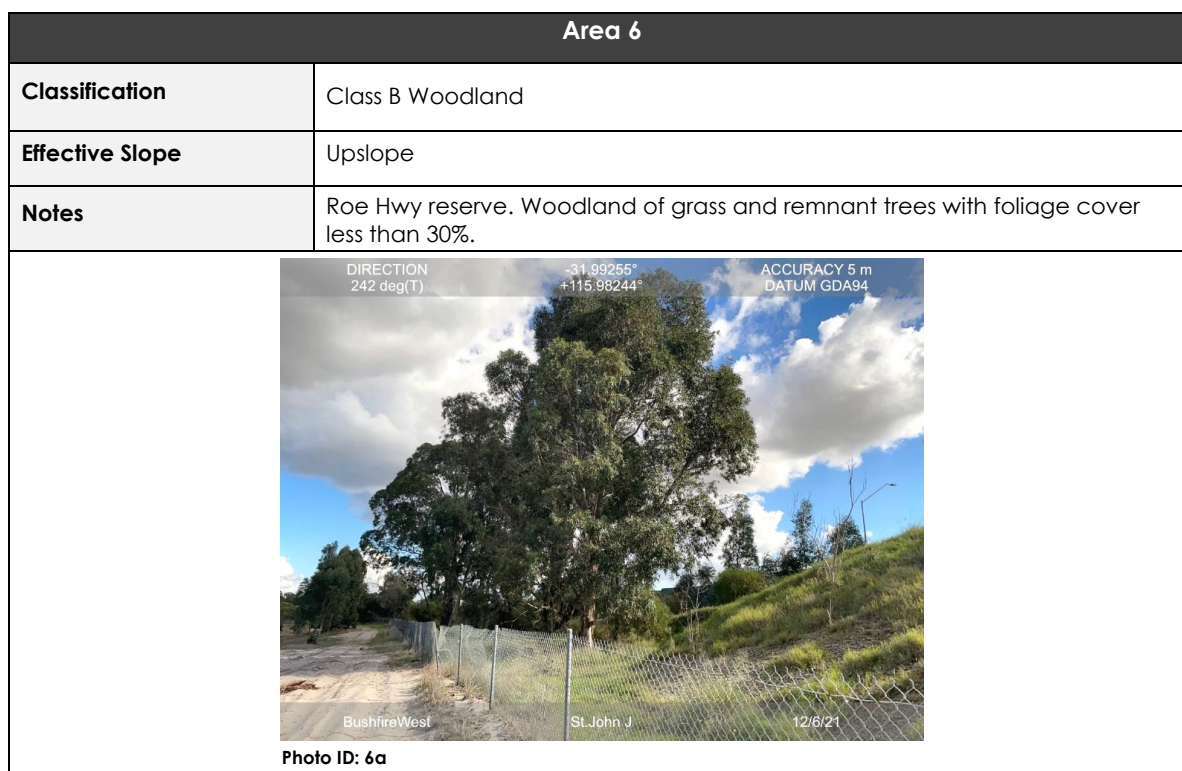 Area 6
Classification
Class B Woodland
Effective Slope
Upslope
Notes
Roe Hwy reserve. Woodland of grass and remnant trees with foliage cover
less than 30%.
DIRECTION
242 deg(T)
-31.99255°
+115.98244°
ACCURACY 5 m
DATUM GDA94
BushfireWest
St.John J
12/6/21
Photo ID: 6a